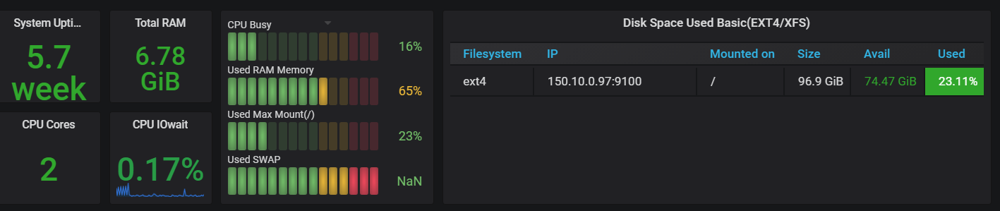 System Upti...
5.7
week
Total RAM
6.78
GiB
CPU Cores
2
CPU IOwait
0.17%
CPU Busy
16%
Used RAM Memory
65%
Used Max Mount(/)
23%
Used SWAP
NaN
Disk Space Used Basic(EXT4/XFS)
Filesystem IP Mounted on Size Avail Used
ext4 150.10.0.97:9100 / 96.9 GiB 74.47 GiB 23.11%